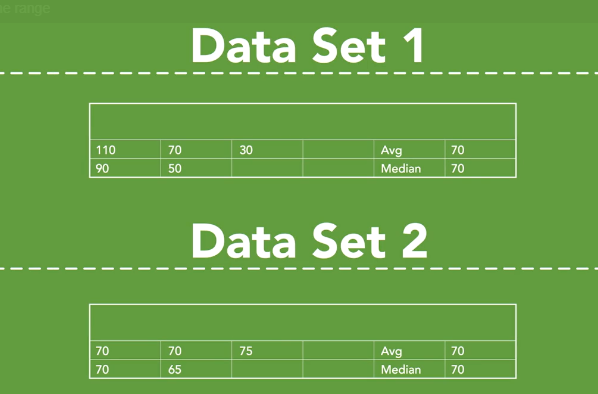 e range
Data Set 1
110 70 30 Avg 70
90 50 Median 70
Data Set 2
70 70 75 Avg 70
70 65 Median 70